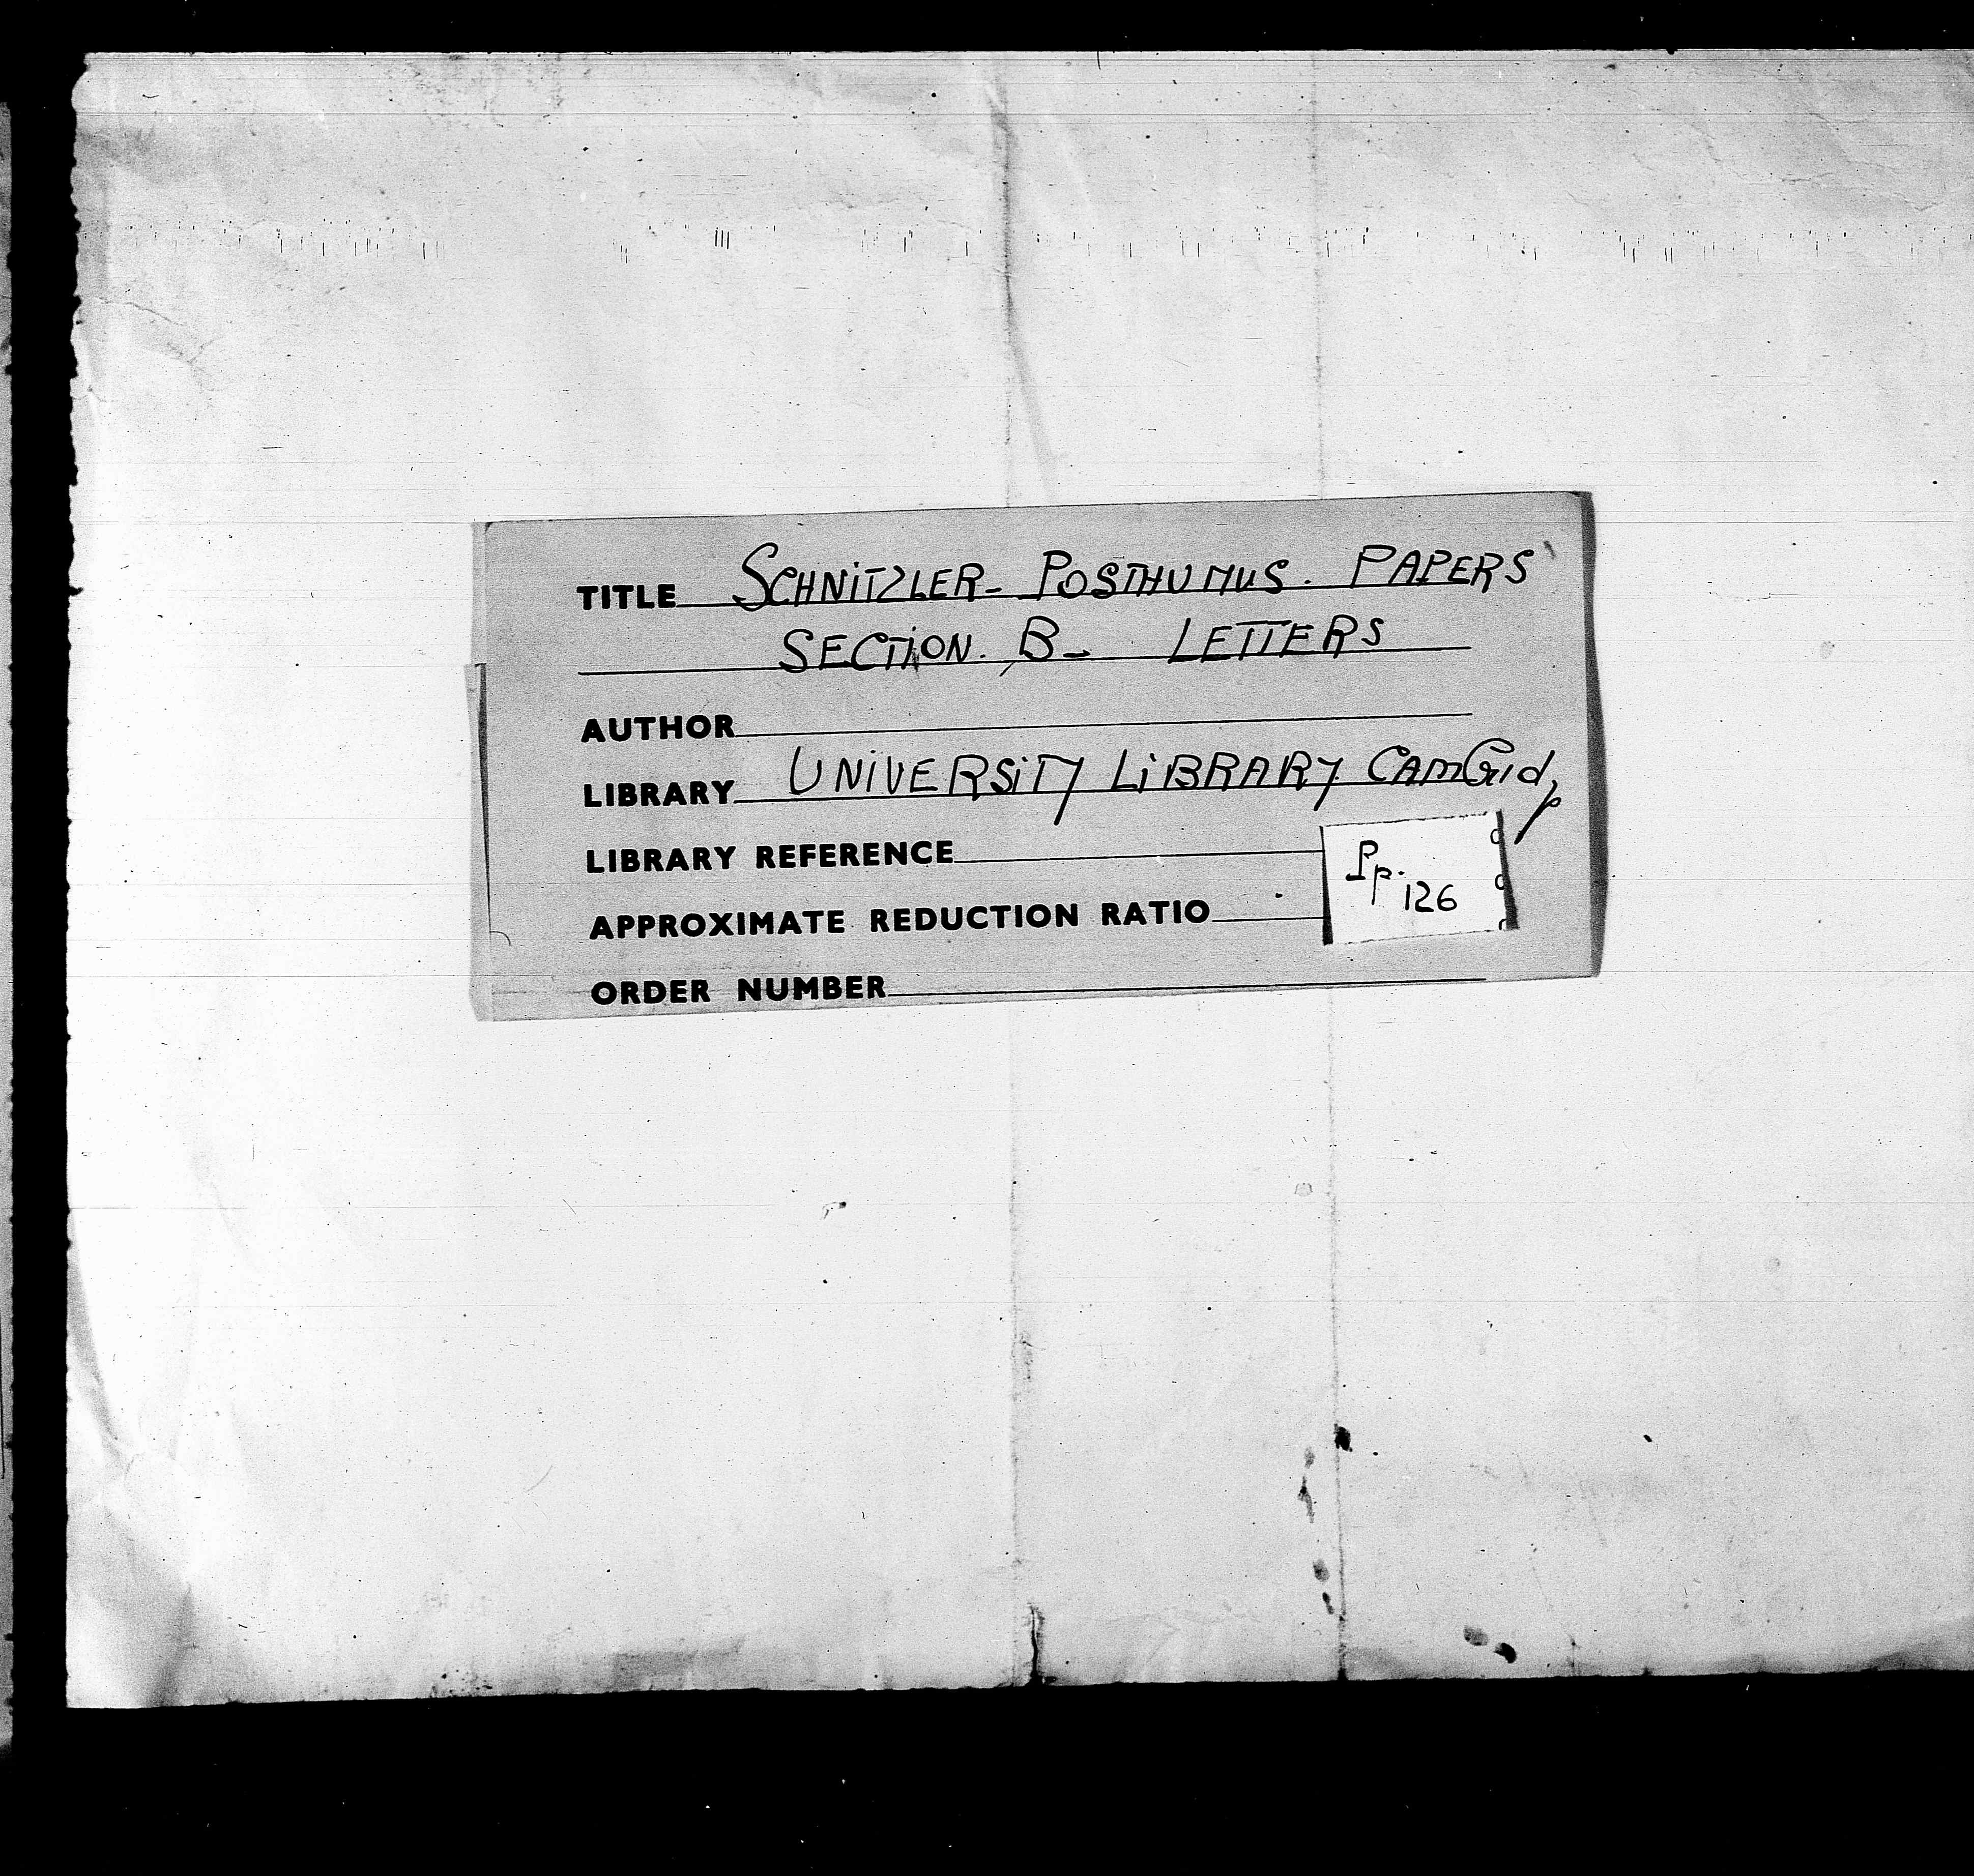 TITLE SCHNITZLER - POSTHUMUS. PAPERS
SECTION. B - LETTERS
AUTHOR
LIBRARY UNIVERSITY LIBRARY
LIBRARY REFERENCE
APPROXIMATE REDUCTION RATIO
Pp. 126
ORDER NUMBER